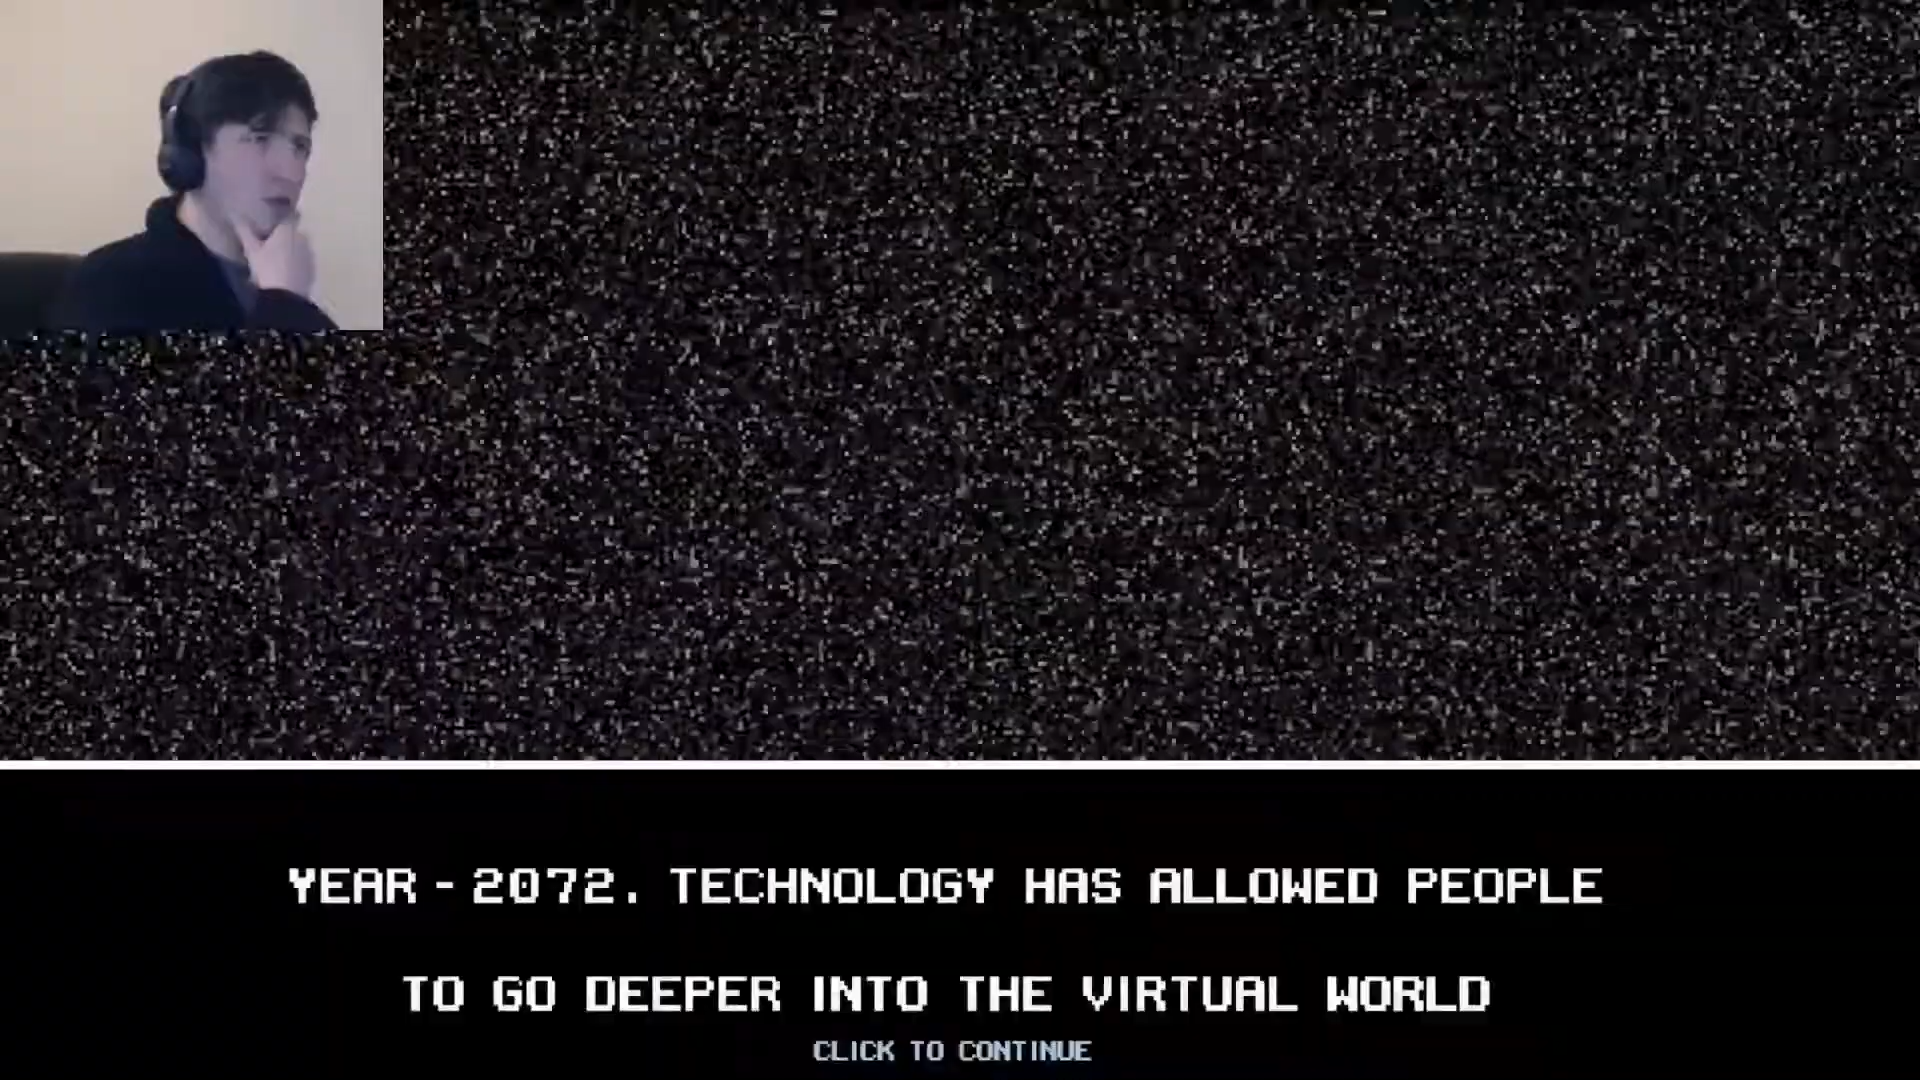 YEAR - 2072. TECHNOLOGY HAS ALLOWED PEOPLE
TO GO DEEPER INTO THE VIRTUAL WORLD
CLICK TO CONTINUE